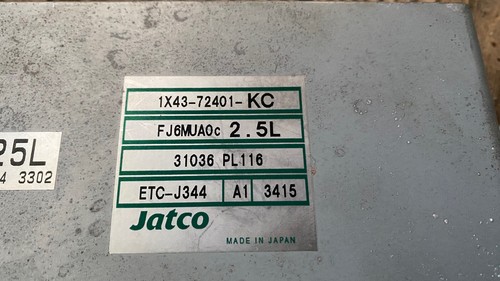 1X43-72401-KC
FJ6MUA0c 2.5L
31036 PL116
ETC-J344 A1 3415
Jatco
MADE IN JAPAN
25L
4 3302